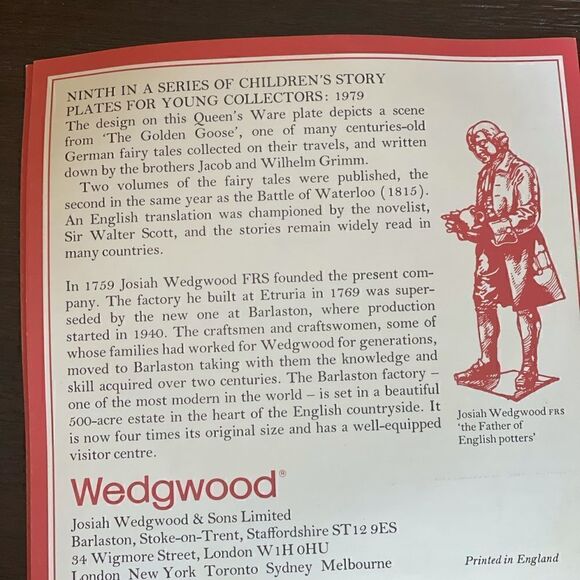 NINTH IN A SERIES OF CHILDREN'S STORY
PLATES FOR YOUNG COLLECTORS: 1979
The design on this Queen's Ware plate depicts a scene
from 'The Golden Goose', one of many centuries-old
German fairy tales collected on their travels, and written
down by the brothers Jacob and Wilhelm Grimm.
Two volumes of the fairy tales were published, the
second in the same year as the Battle of Waterloo (1815).
An English translation was championed by the novelist,
Sir Walter Scott, and the stories remain widely read in
many countries.
In 1759 Josiah Wedgwood FRS founded the present com-
pany. The factory he built at Etruria in 1769 was super-
seded by the new one at Barlaston, where production
started in 1940. The craftsmen and craftswomen, some of
whose families had worked for Wedgwood for generations,
moved to Barlaston taking with them the knowledge and
skill acquired over two centuries. The Barlaston factory –
one of the most modern in the world – is set in a beautiful
500-acre estate in the heart of the English countryside. It
is now four times its original size and has a well-equipped
visitor centre.
Josiah Wedgwood FRS
'the Father of
English potters'
Wedgwood®
Josiah Wedgwood & Sons Limited
Barlaston, Stoke-on-Trent, Staffordshire ST12 9ES
34 Wigmore Street, London W1H 0HU
London New York Toronto Sydney Melbourne
Printed in England